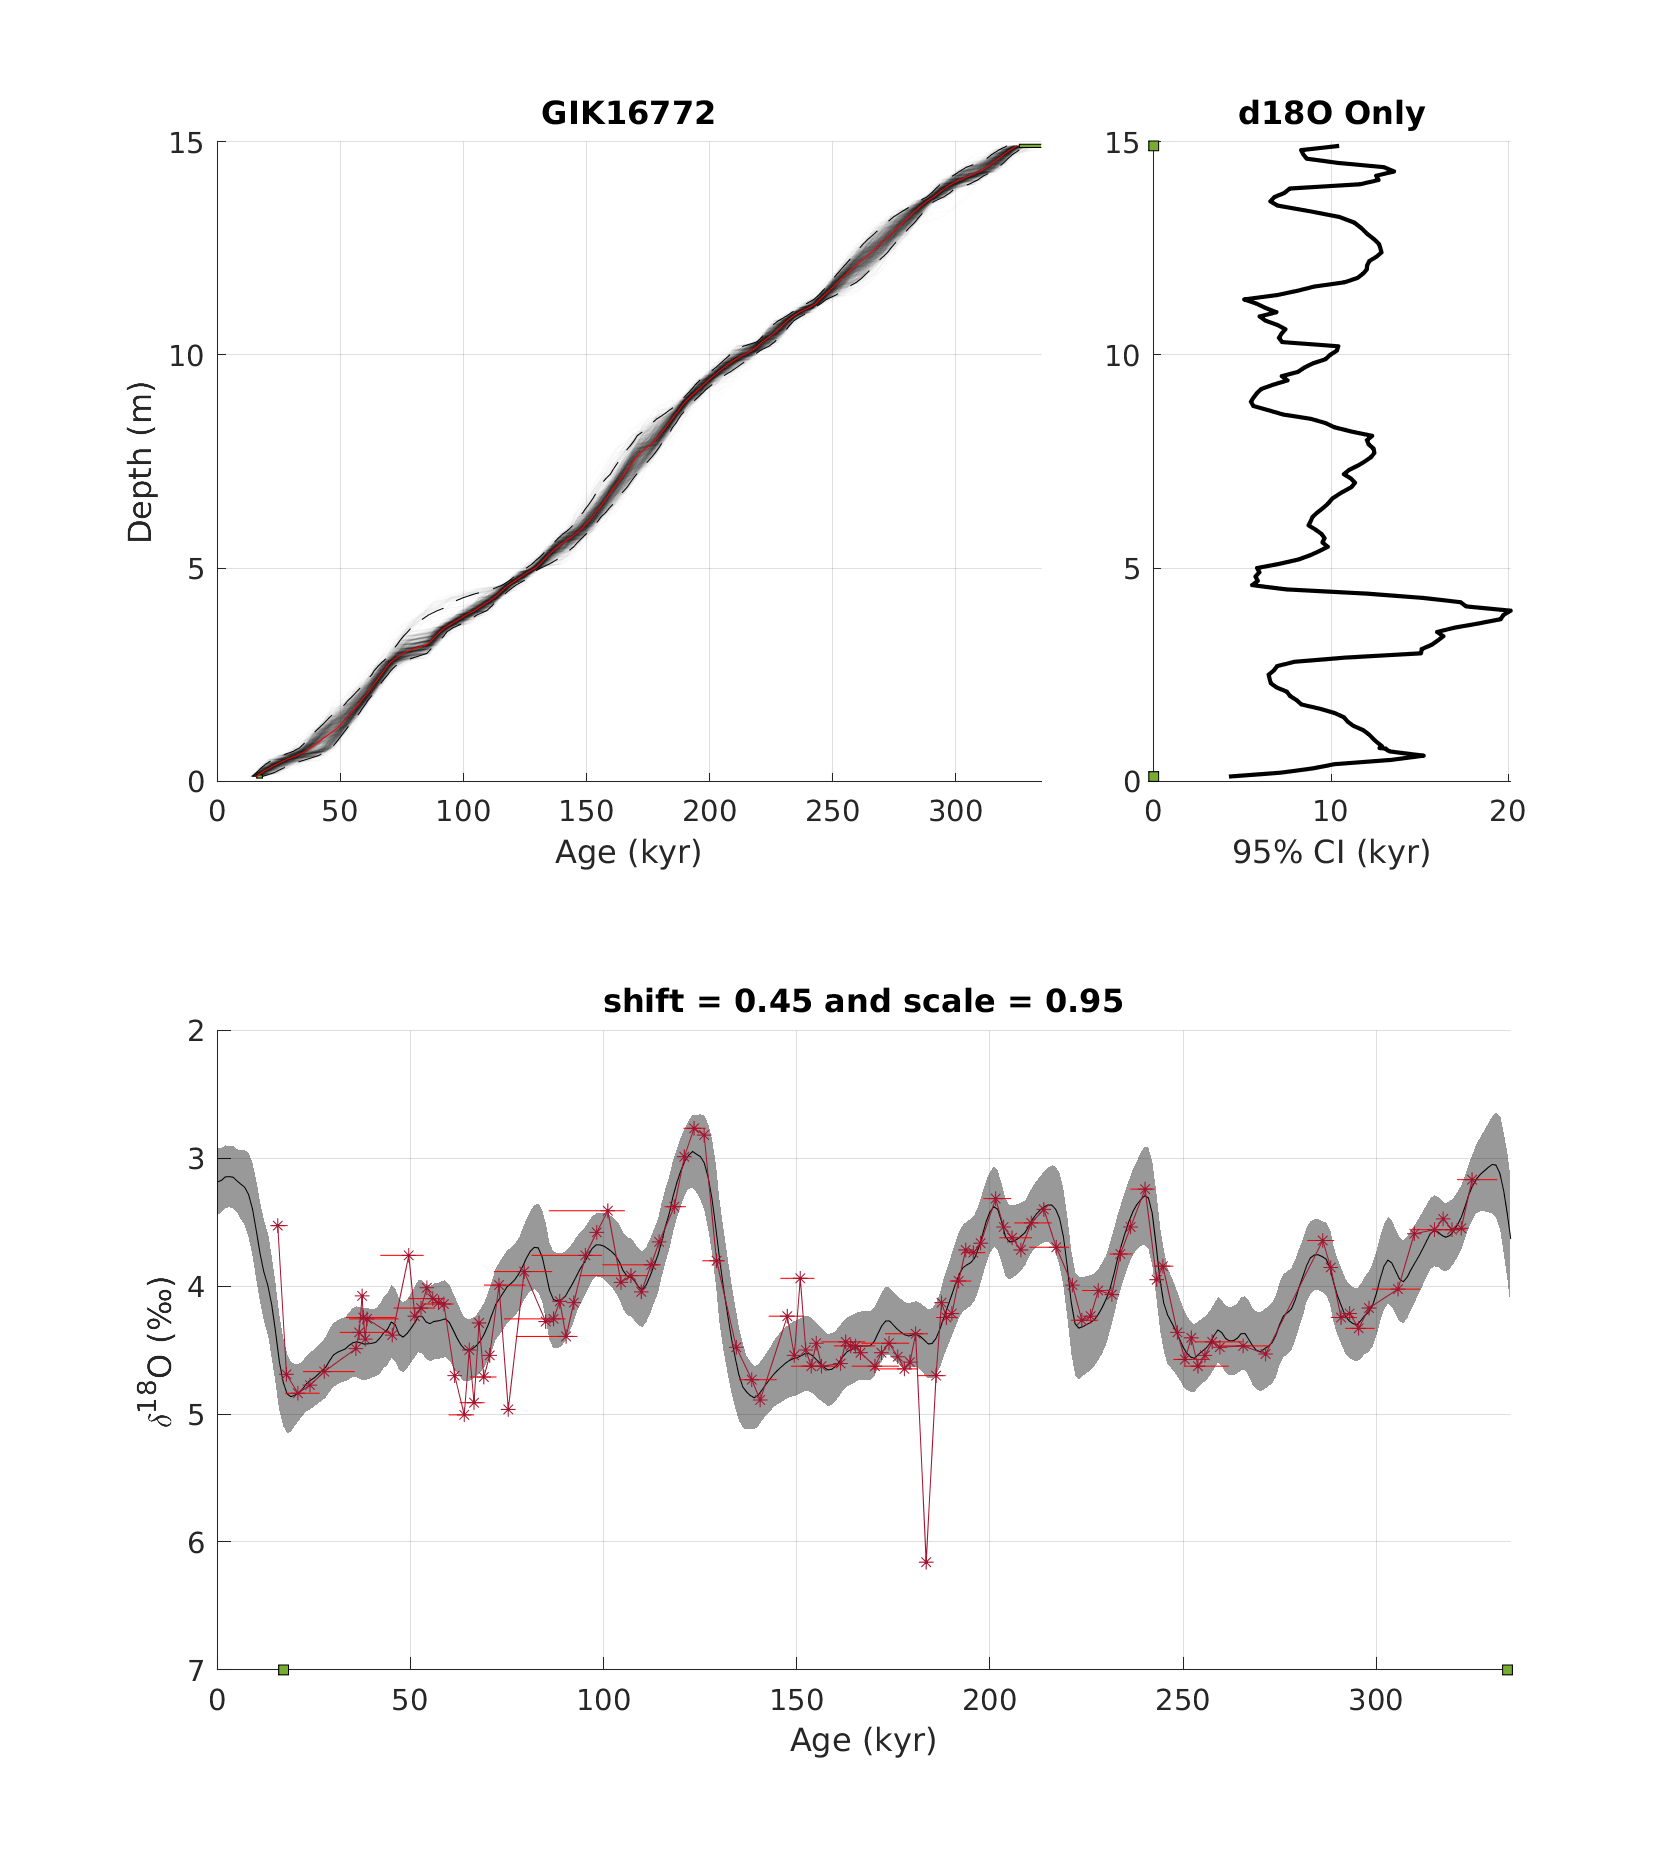 GIK16772
d18O Only
15
10
5
0
Depth (m)
0 50 100 150 200 250 300
Age (kyr)
15
10
5
0
0 10 20
95% CI (kyr)
shift = 0.45 and scale = 0.95
2
3
4
5
6
7
δ18O (‰)
0 50 100 150 200 250 300
Age (kyr)